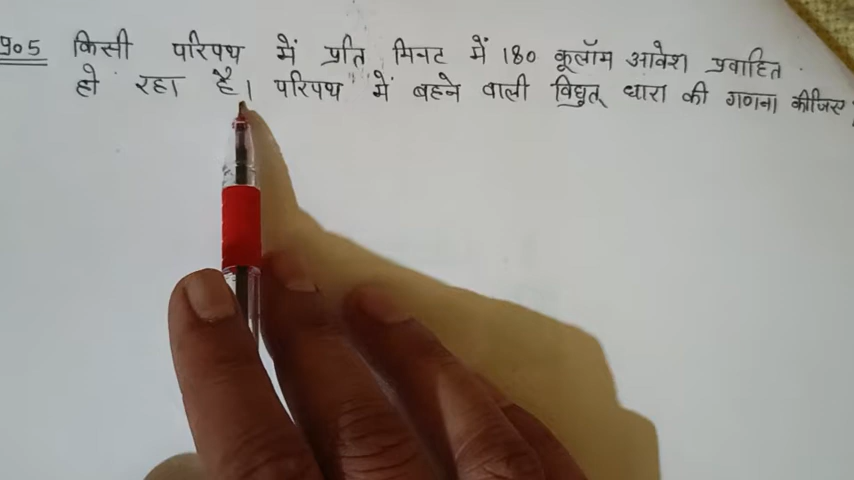 प्र०5 किसी परिपथ में प्रति मिनट में 180 कूलॉम आवेश प्रवाहित
हो रहा है। परिपथ में बहने वाली विद्युत् धारा की गणना कीजिए।